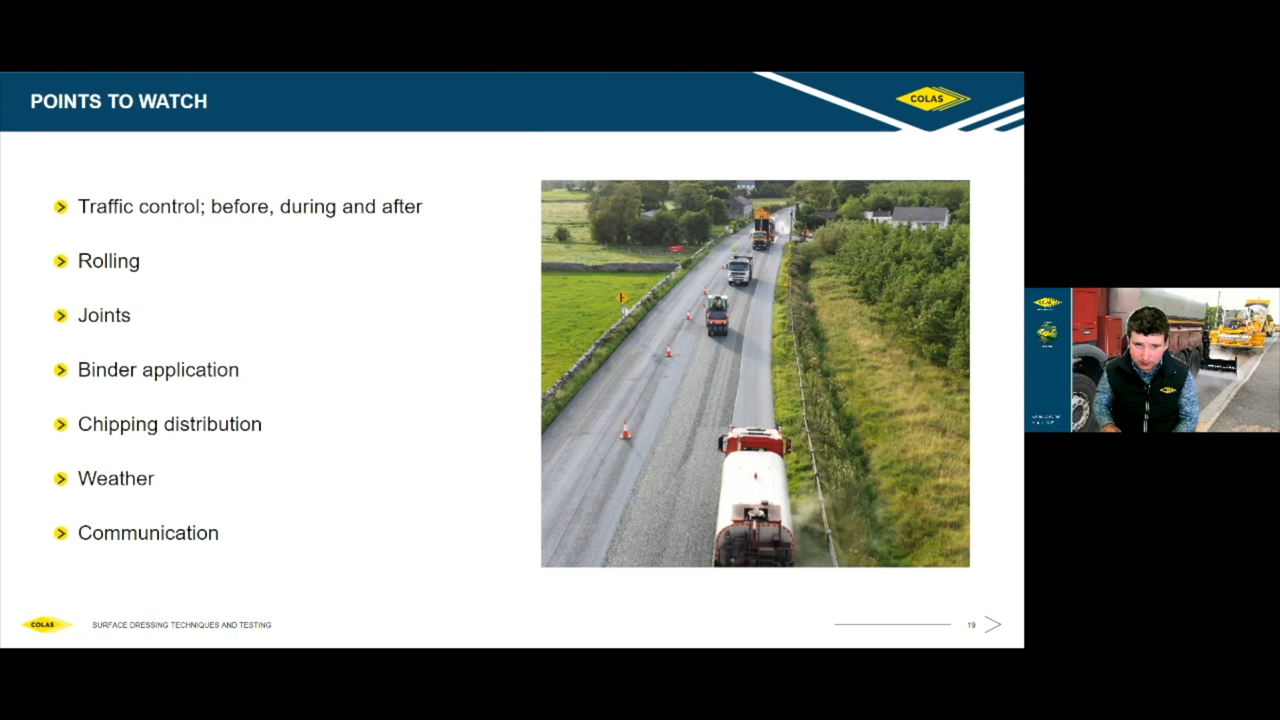 POINTS TO WATCH
COLAS
Traffic control; before, during and after
Rolling
Joints
Binder application
Chipping distribution
Weather
Communication
COLAS
SURFACE DRESSING TECHNIQUES AND TESTING
19